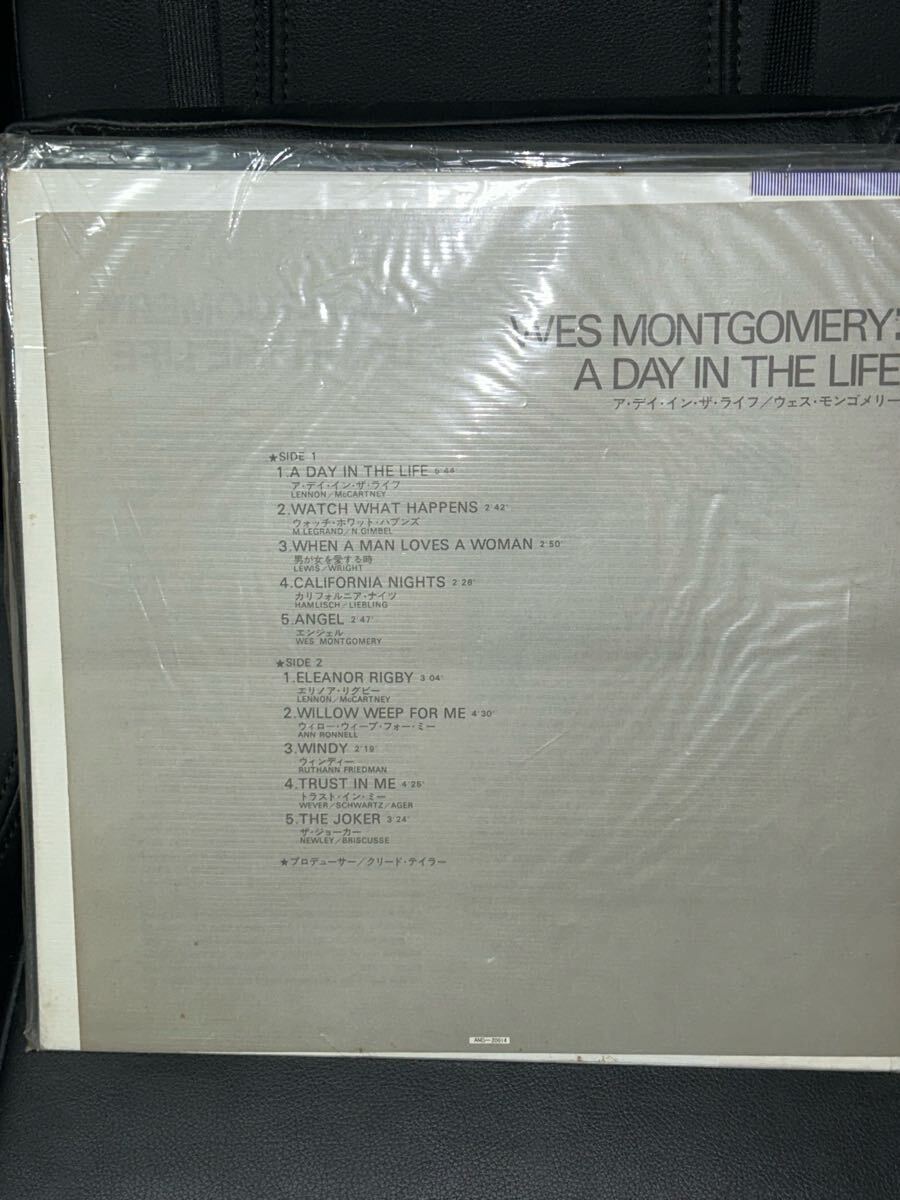 WES MONTGOMERY'S
A DAY IN THE LIFE
ア・デイ・イン・ザ・ライフ/ウェス・モンゴメリー
★SIDE 1
1.A DAY IN THE LIFE 5'44"
ア・デイ・イン・ザ・ライフ
LENNON/McCARTNEY
2.WATCH WHAT HAPPENS 2'42"
ウォッチ・ホワット・ハプンズ
M.LEGRAND/N.GIMBEL
3.WHEN A MAN LOVES A WOMAN 2'50"
男が女を愛する時
LEWIS/WRIGHT
4.CALIFORNIA NIGHTS 2'28"
カリフォルニア・ナイツ
HAMLISCH/LIEBLING
5.ANGEL 2'47"
エンジェル
WES MONTGOMERY
★SIDE 2
1.ELEANOR RIGBY 3'04"
エリノア・リグビー
LENNON/McCARTNEY
2.WILLOW WEEP FOR ME 4'30"
ウィロー・ウィープ・フォー・ミー
ANN RONNELL
3.WINDY 2'19"
ウィンディー
RUTHANN FRIEDMAN
4.TRUST IN ME 4'25"
トラスト・イン・ミー
WEVER/SCHWARTZ/AGER
5.THE JOKER 3'24"
ザ・ジョーカー
NEWLEY/BRISCUSSE
★プロデューサー/クリード・テイラー
AMC—20014